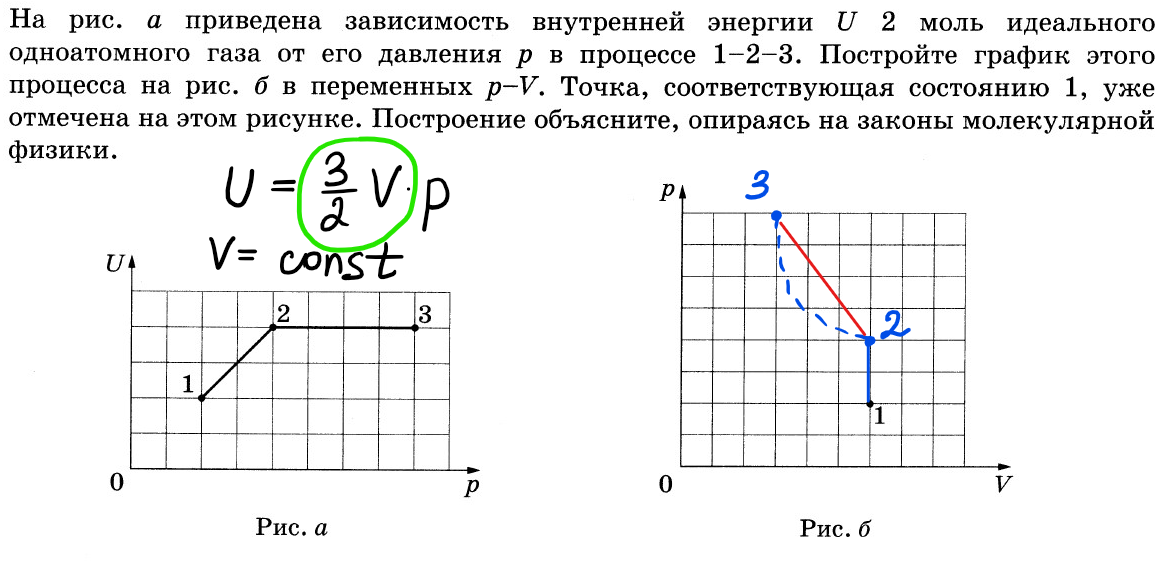 На рис. а приведена зависимость внутренней энергии U 2 моль идеального
одноатомного газа от его давления p в процессе 1–2–3. Постройте график этого
процесса на рис. б в переменных p–V. Точка, соответствующая состоянию 1, уже
отмечена на этом рисунке. Построение объясните, опираясь на законы молекулярной
физики.
U = 3/2 V · p
V = const
U
1
2
3
0
p
Рис. а
p
3
2
1
0
V
Рис. б